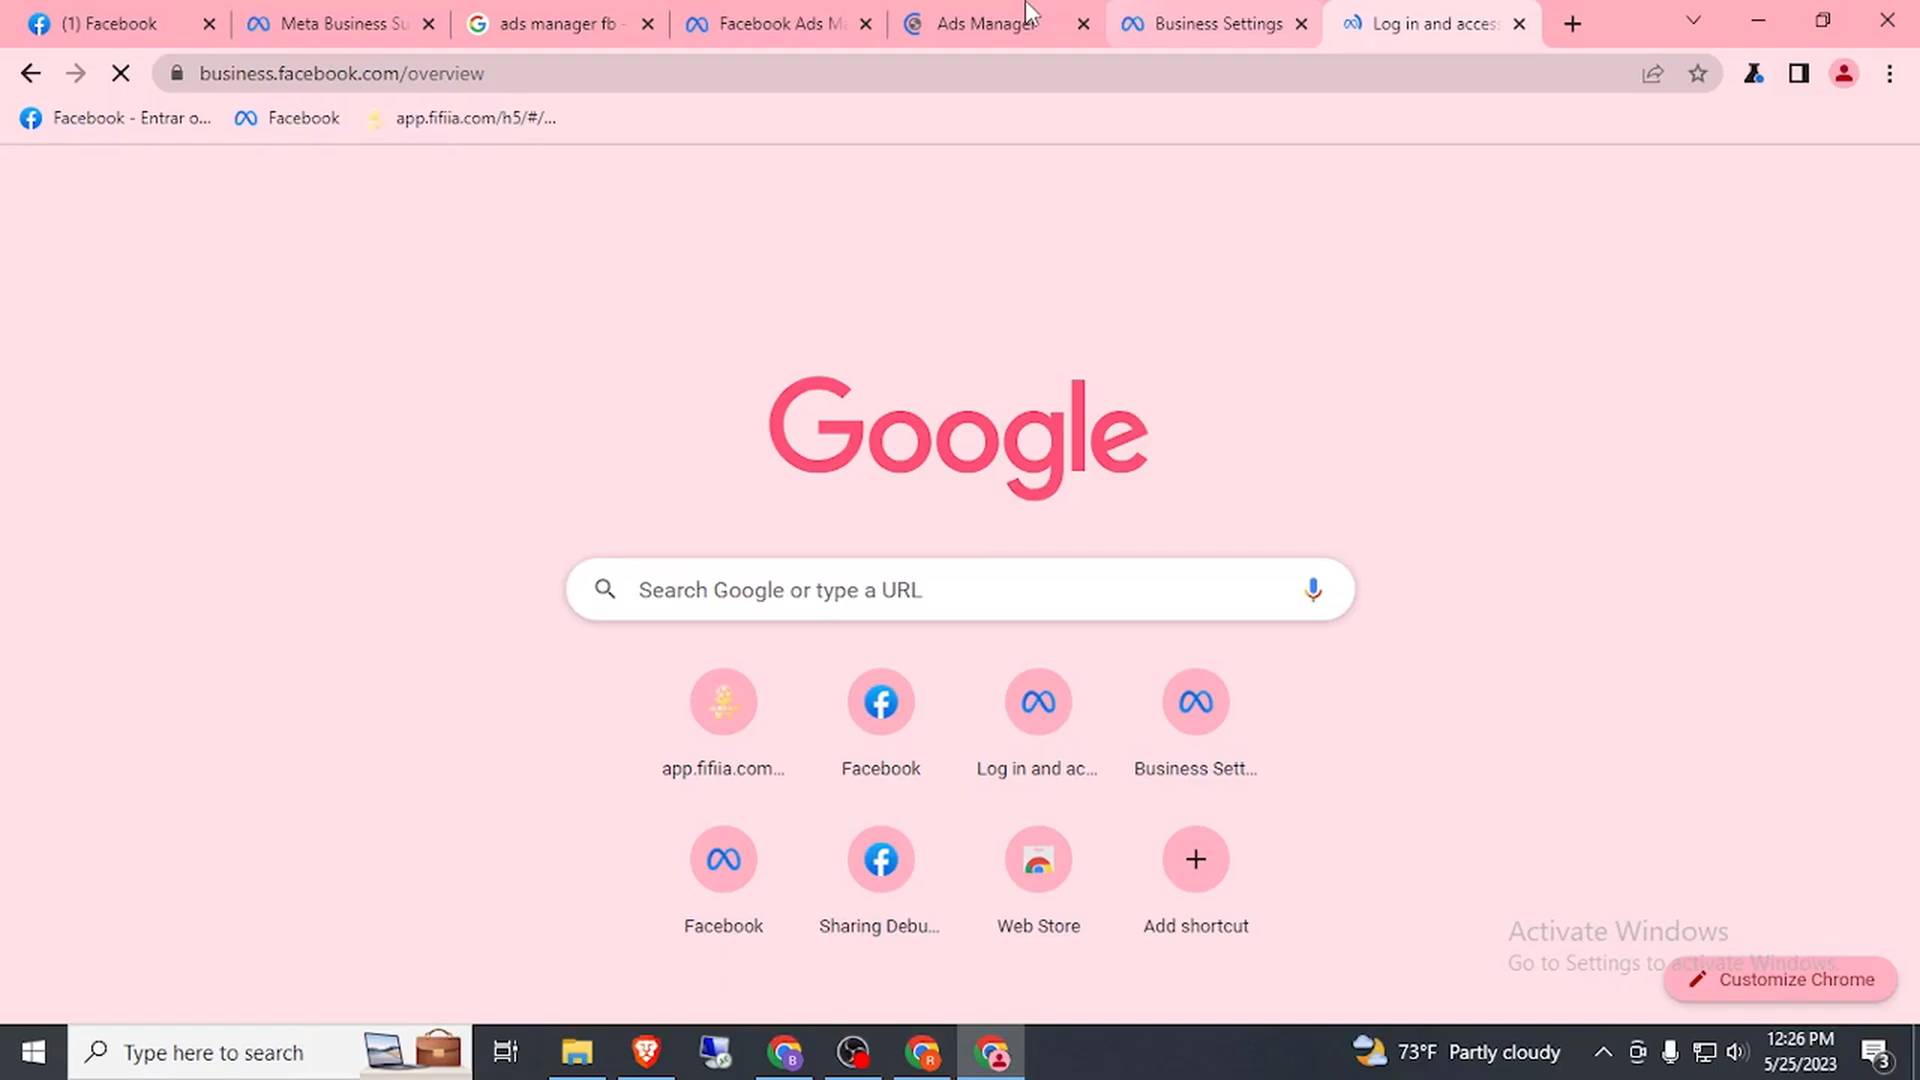 (1) Facebook
Meta Business Su
ads manager fb -
Facebook Ads M
Ads Manager
Business Settings
Log in and access
business.facebook.com/overview
Facebook - Entrar o...
Facebook
app.fifiia.com/h5/#/...
Google
Search Google or type a URL
app.fifiia.com...
Facebook
Log in and ac...
Business Sett...
Facebook
Sharing Debu...
Web Store
Add shortcut
Activate Windows
Go to Settings to activate Windows.
Customize Chrome
Type here to search
B
R
73°F Partly cloudy
12:26 PM
5/25/2023
3